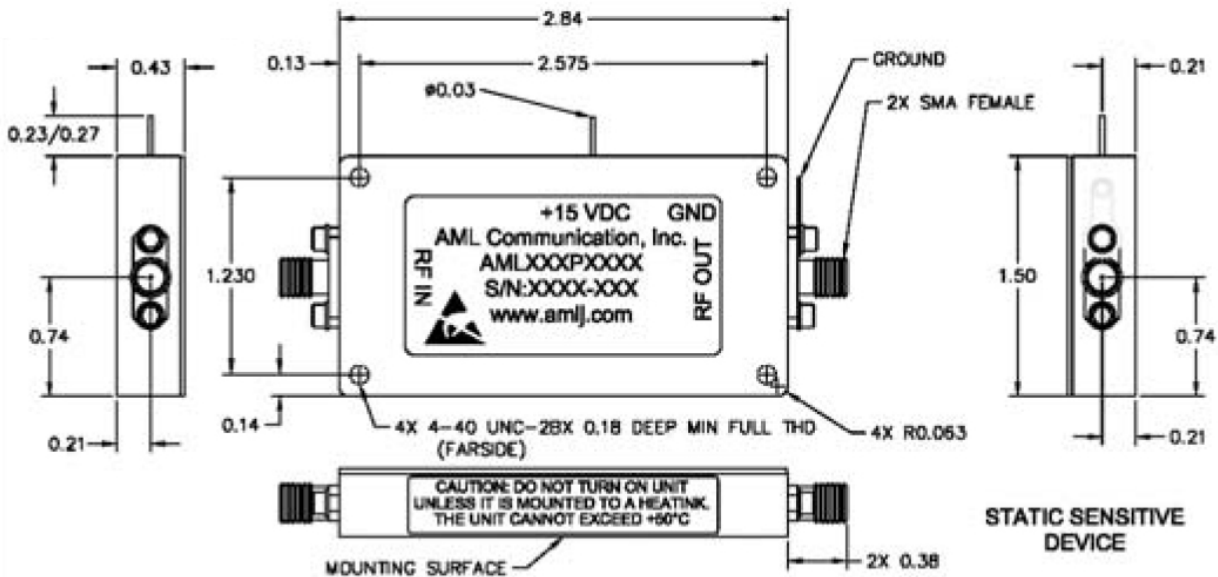 2.84
0.43
0.13
2.575
GROUND
0.21
ø0.03
2X SMA FEMALE
0.23/0.27
+15 VDC GND
AML Communication, Inc.
AMLXXXPXXXX
S/N:XXXX-XXX
www.amlj.com
RF IN
RF OUT
1.230
1.50
0.74
0.74
0.14
4X 4-40 UNC-2BX 0.18 DEEP MIN FULL THD
(FARSIDE)
4X R0.063
0.21
0.21
CAUTION: DO NOT TURN ON UNIT
UNLESS IT IS MOUNTED TO A HEATINK.
THE UNIT CANNOT EXCEED +50°C
STATIC SENSITIVE
DEVICE
MOUNTING SURFACE
2X 0.38